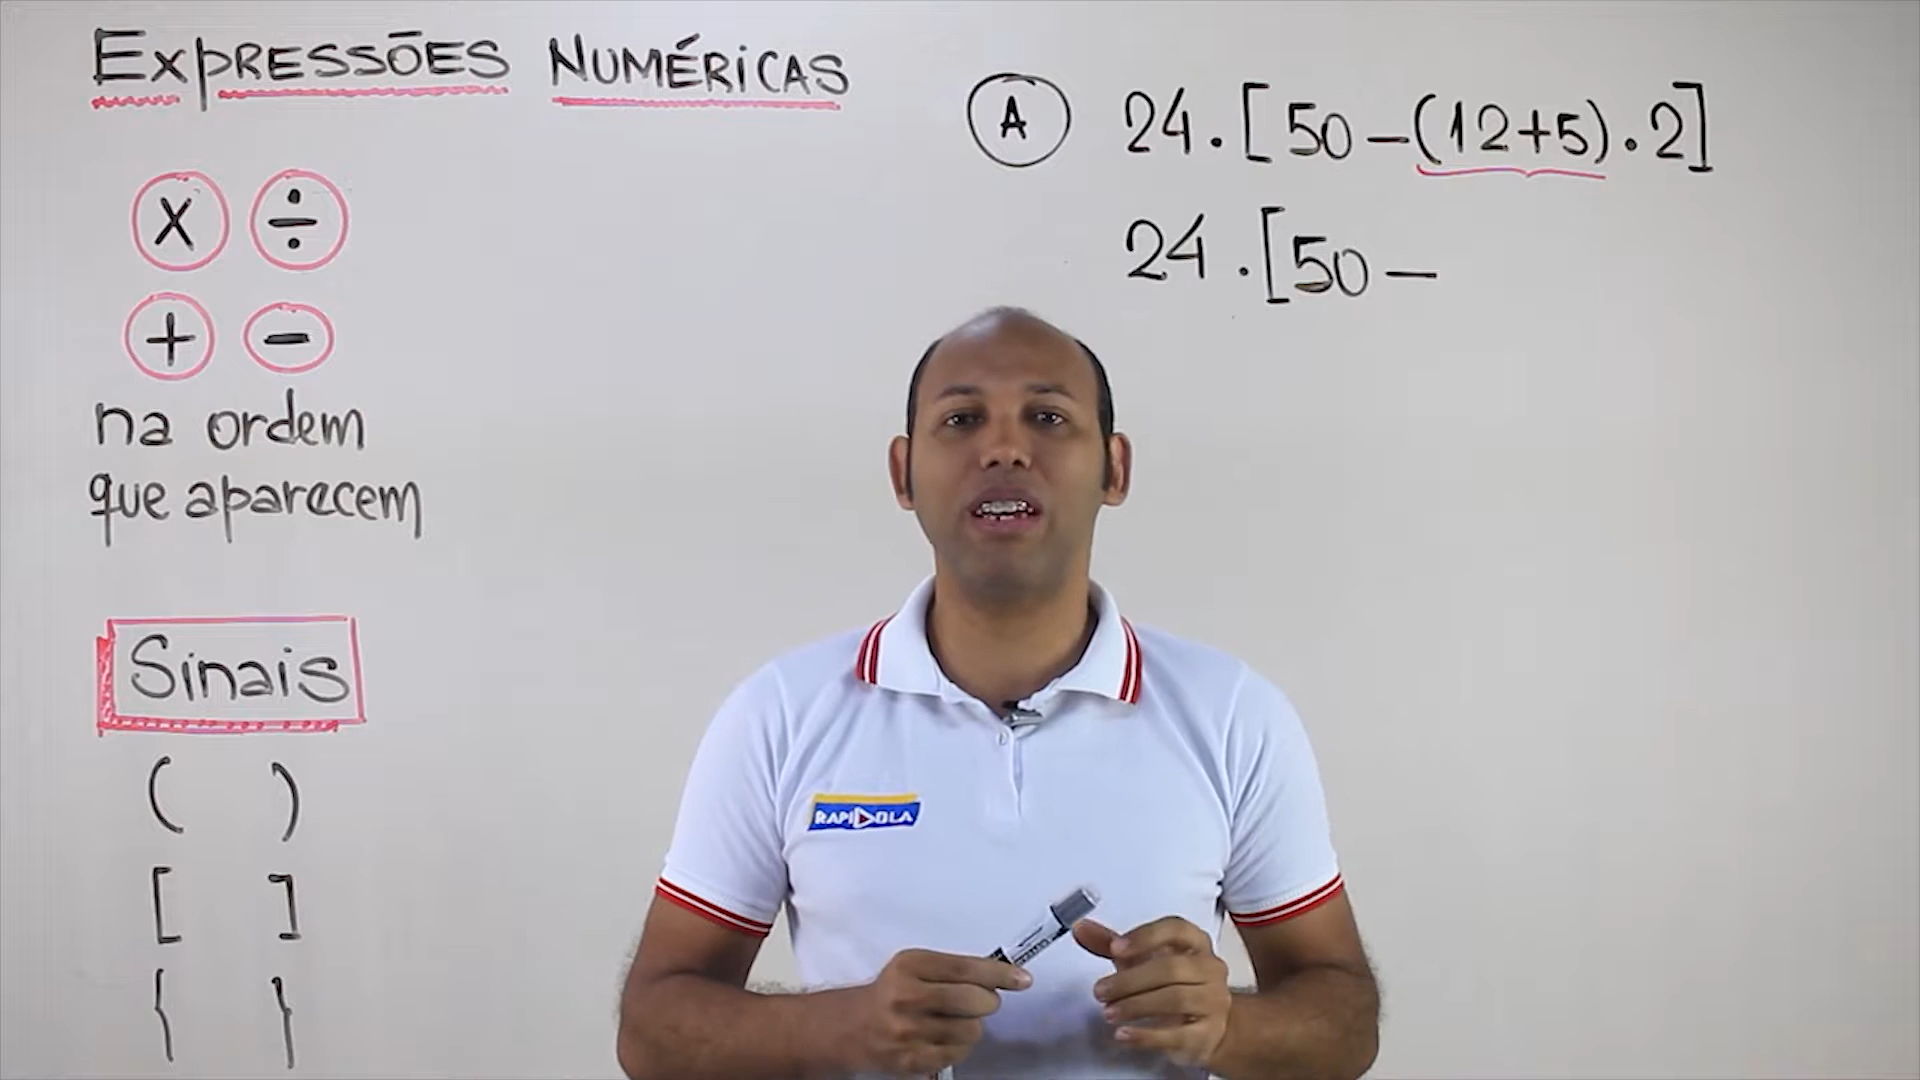 EXPRESSÕES NUMÉRICAS
X ÷
+ -
na ordem
que aparecem
Sinais
( )
[ ]
{ }
A 24.[50-(12+5).2]
24.[50-
RAPIDOLA